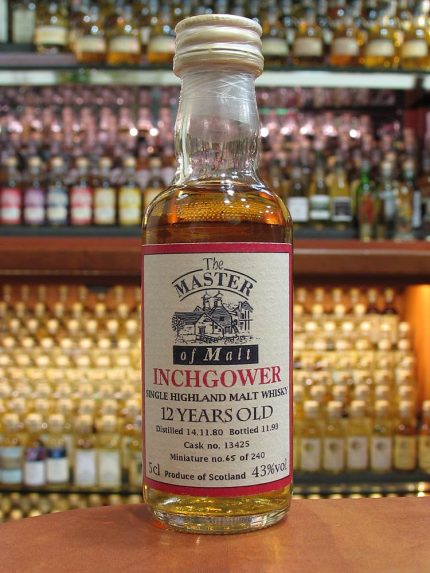 The
MASTER
of Malt
INCHGOWER
SINGLE HIGHLAND MALT WHISKY
12 YEARS OLD
Distilled 14.11.80 Bottled 11.93
Cask no. 13425
Miniature no. 65 of 240
5cl Produce of Scotland 43%vol